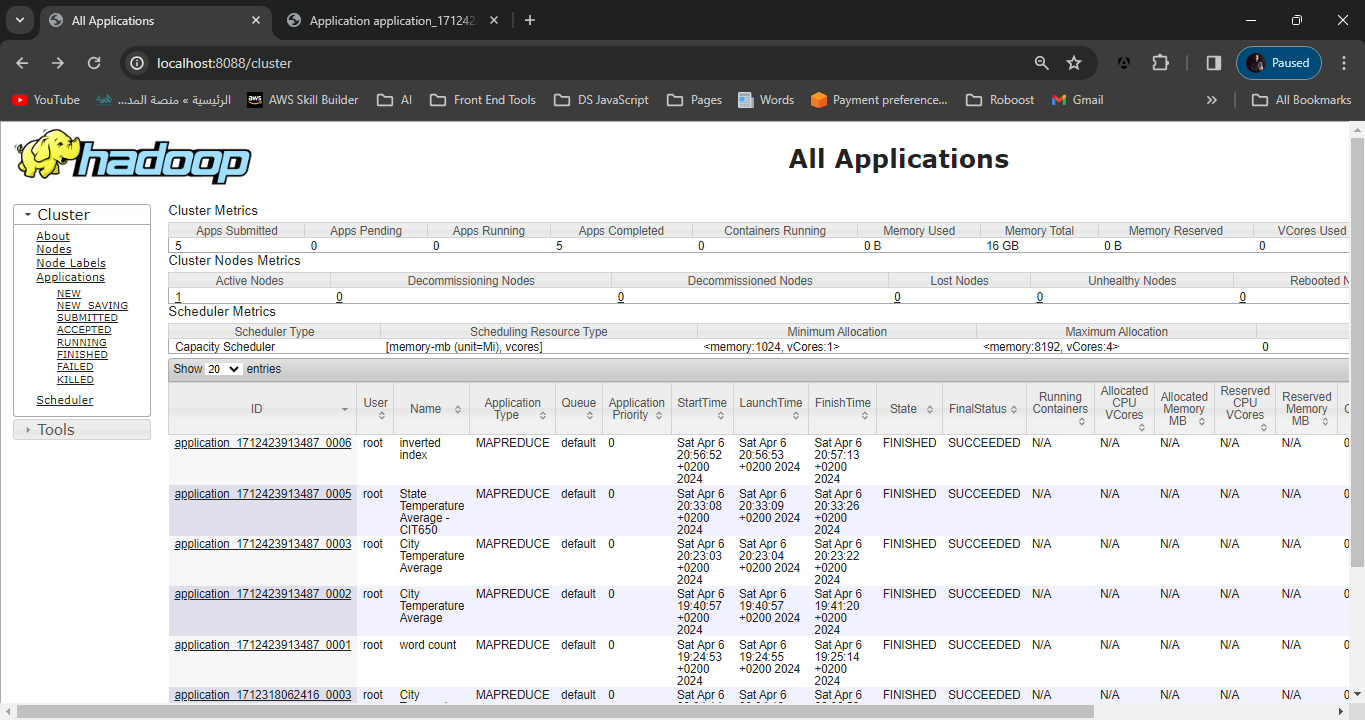 All Applications
Application application_171242
localhost:8088/cluster
Paused
YouTube
الرئيسية » منصة المد...
aws AWS Skill Builder
AI
Front End Tools
DS JavaScript
Pages
Words
Payment preference...
Roboost
Gmail
»
All Bookmarks
hadoop
All Applications
Cluster
About
Nodes
Node Labels
Applications
NEW
NEW_SAVING
SUBMITTED
ACCEPTED
RUNNING
FINISHED
FAILED
KILLED
Scheduler
Tools
Cluster Metrics
Apps Submitted Apps Pending Apps Running Apps Completed Containers Running Memory Used Memory Total Memory Reserved VCores Used
5 0 0 5 0 0 B 16 GB 0 B 0
Cluster Nodes Metrics
Active Nodes Decommissioning Nodes Decommissioned Nodes Lost Nodes Unhealthy Nodes Rebooted N
1 0 0 0 0 0
Scheduler Metrics
Scheduler Type Scheduling Resource Type Minimum Allocation Maximum Allocation
Capacity Scheduler [memory-mb (unit=Mi), vcores] <memory:1024, vCores:1> <memory:8192, vCores:4> 0
Show 20 entries
ID User Name Application Type Queue Application Priority StartTime LaunchTime FinishTime State FinalStatus Running Containers Allocated CPU VCores Allocated Memory MB Reserved CPU VCores Reserved Memory MB
application_1712423913487_0006 root inverted index MAPREDUCE default 0 Sat Apr 6 20:56:52 +0200 2024 Sat Apr 6 20:56:53 +0200 2024 Sat Apr 6 20:57:13 +0200 2024 FINISHED SUCCEEDED N/A N/A N/A N/A N/A 0
application_1712423913487_0005 root State Temperature Average - CIT650 MAPREDUCE default 0 Sat Apr 6 20:33:08 +0200 2024 Sat Apr 6 20:33:09 +0200 2024 Sat Apr 6 20:33:26 +0200 2024 FINISHED SUCCEEDED N/A N/A N/A N/A N/A 0
application_1712423913487_0003 root City Temperature Average MAPREDUCE default 0 Sat Apr 6 20:23:03 +0200 2024 Sat Apr 6 20:23:04 +0200 2024 Sat Apr 6 20:23:22 +0200 2024 FINISHED SUCCEEDED N/A N/A N/A N/A N/A 0
application_1712423913487_0002 root City Temperature Average MAPREDUCE default 0 Sat Apr 6 19:40:57 +0200 2024 Sat Apr 6 19:40:57 +0200 2024 Sat Apr 6 19:41:20 +0200 2024 FINISHED SUCCEEDED N/A N/A N/A N/A N/A 0
application_1712423913487_0001 root word count MAPREDUCE default 0 Sat Apr 6 19:24:53 +0200 2024 Sat Apr 6 19:24:55 +0200 2024 Sat Apr 6 19:25:14 +0200 2024 FINISHED SUCCEEDED N/A N/A N/A N/A N/A 0
application_1712318062416_0003 root City MAPREDUCE default 0 Sat Apr 6 Sat Apr 6 Sat Apr 6 FINISHED SUCCEEDED N/A N/A N/A N/A N/A 0